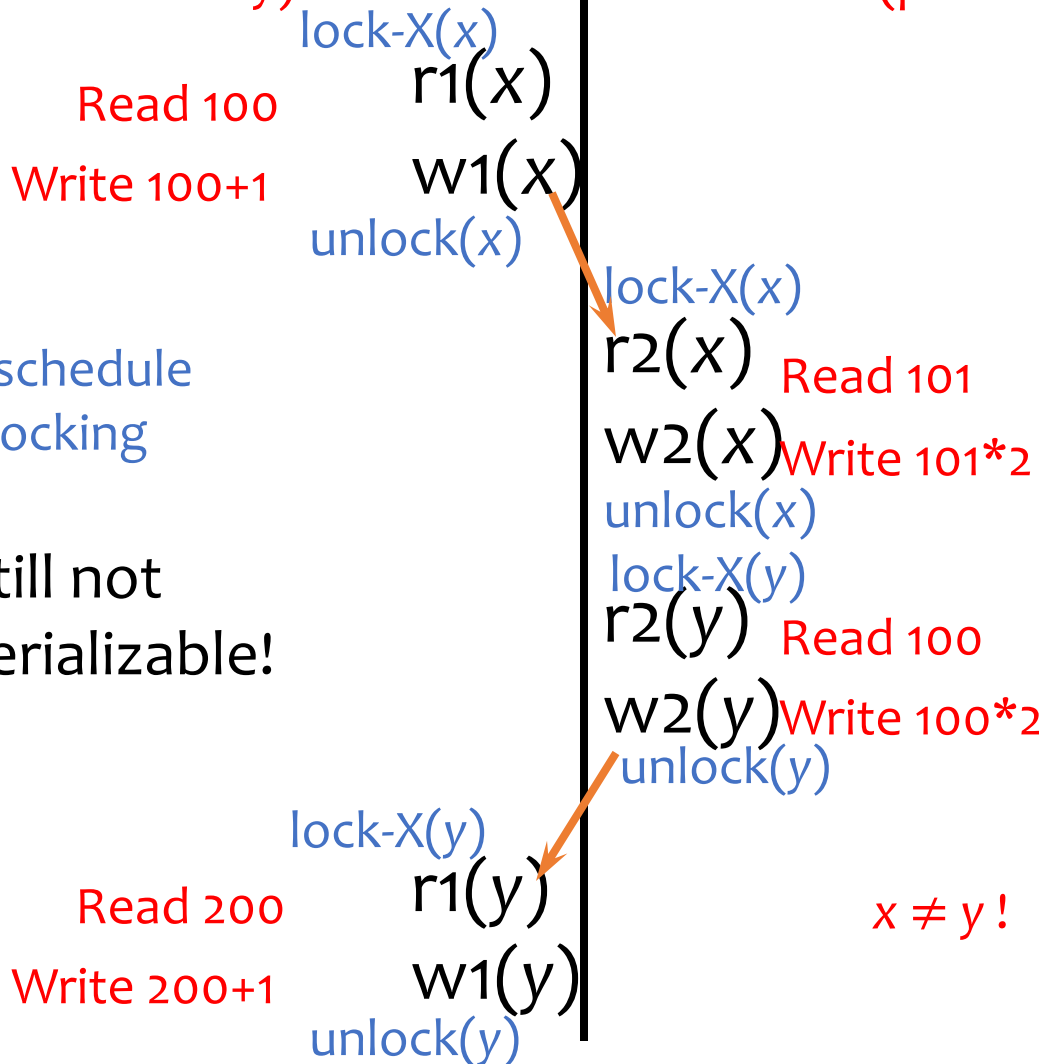 lock-X(x)
r1(x)
Read 100
w1(x)
Write 100+1
unlock(x)
lock-X(x)
r2(x)
Read 101
schedule
w2(x)
Write 101*2
ocking
unlock(x)
lock-X(y)
till not
r2(y)
Read 100
erializable!
w2(y)
Write 100*2
unlock(y)
lock-X(y)
r1(y)
Read 200
x ≠ y !
w1(y)
Write 200+1
unlock(y)